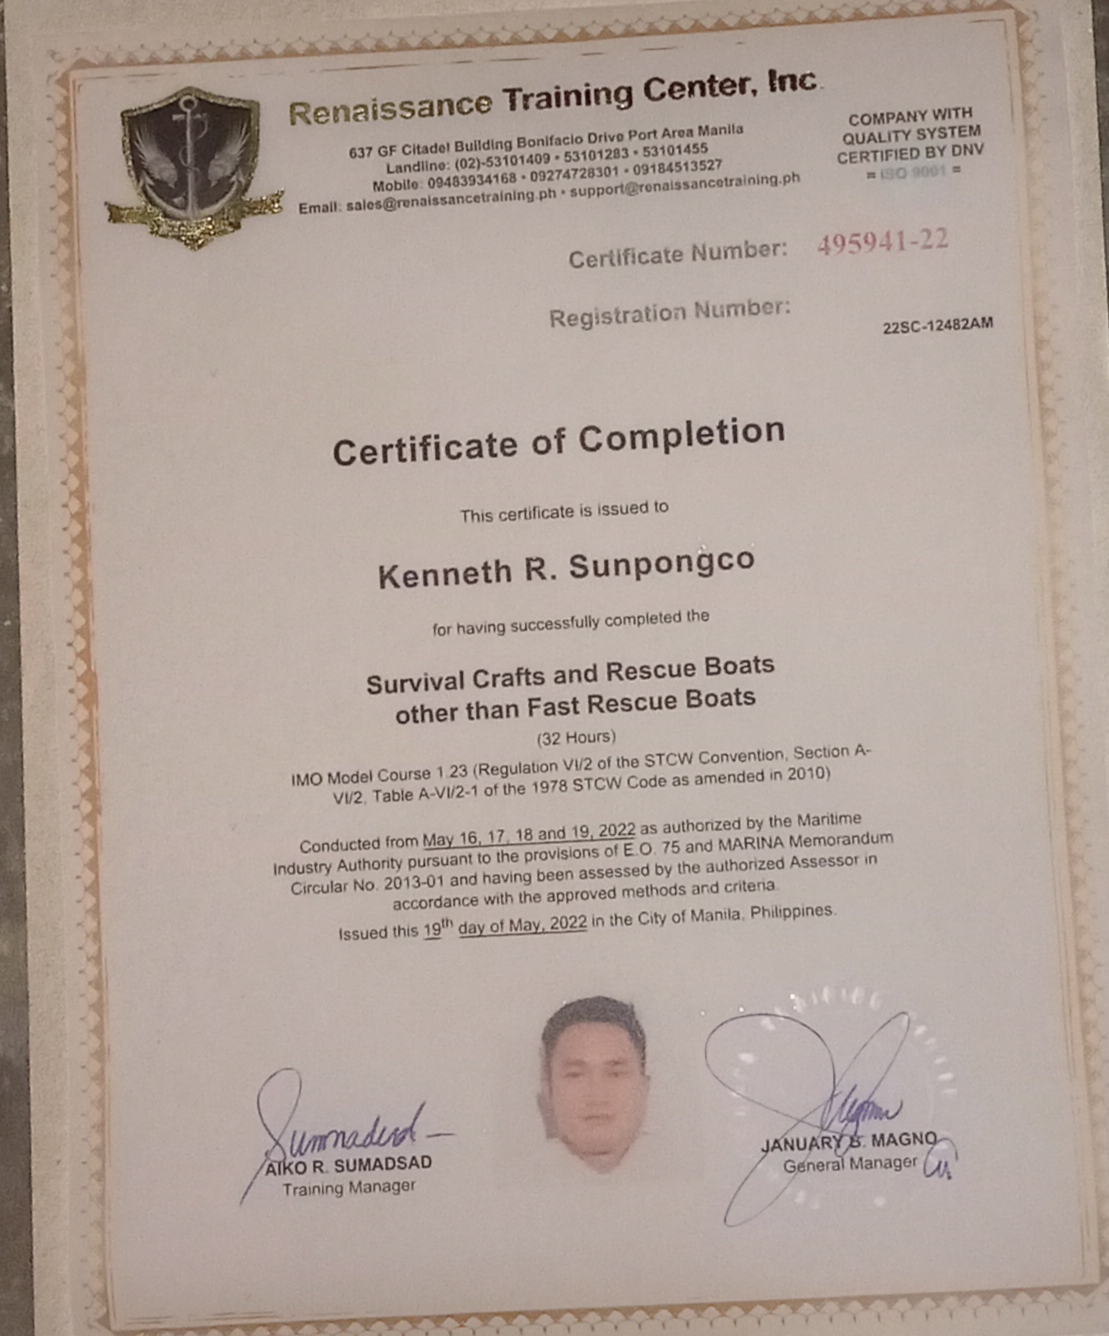 Renaissance Training Center, Inc.
637 GF Citadel Building Bonifacio Drive Port Area Manila
Landline: (02)-53101409 • 53101283 • 53101455
Mobile: 09483934168 • 09274728301 • 09184513527
Email: sales@renaissancetraining.ph • support@renaissancetraining.ph
COMPANY WITH
QUALITY SYSTEM
CERTIFIED BY DNV
= ISO 9001 =
Certificate Number: 495941-22
Registration Number: 22SC-12482AM
Certificate of Completion
This certificate is issued to
Kenneth R. Sunpongco
for having successfully completed the
Survival Crafts and Rescue Boats
other than Fast Rescue Boats
(32 Hours)
IMO Model Course 1.23 (Regulation VI/2 of the STCW Convention, Section A-
VI/2, Table A-VI/2-1 of the 1978 STCW Code as amended in 2010)
Conducted from May 16, 17, 18 and 19, 2022 as authorized by the Maritime
Industry Authority pursuant to the provisions of E.O. 75 and MARINA Memorandum
Circular No. 2013-01 and having been assessed by the authorized Assessor in
accordance with the approved methods and criteria.
Issued this 19th day of May, 2022 in the City of Manila, Philippines.
Sumadsad
AIKO R. SUMADSAD
Training Manager
JANUARY B. MAGNO
General Manager